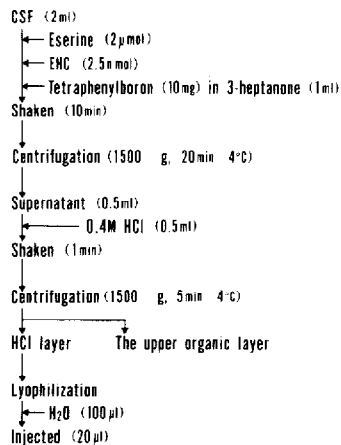 CSF (2ml)
Eserine (2μmol)
EHC (2.5nmol)
Tetraphenylboron (10mg) in 3-heptanone (1ml)
Shaken (10min)
Centrifugation (1500 g, 20min 4°C)
Supernatant (0.5ml)
0.4M HCl (0.5ml)
Shaken (1min)
Centrifugation (1500 g, 5min 4°C)
HCl layer The upper organic layer
Lyophilization
H₂O (100μl)
Injected (20μl)